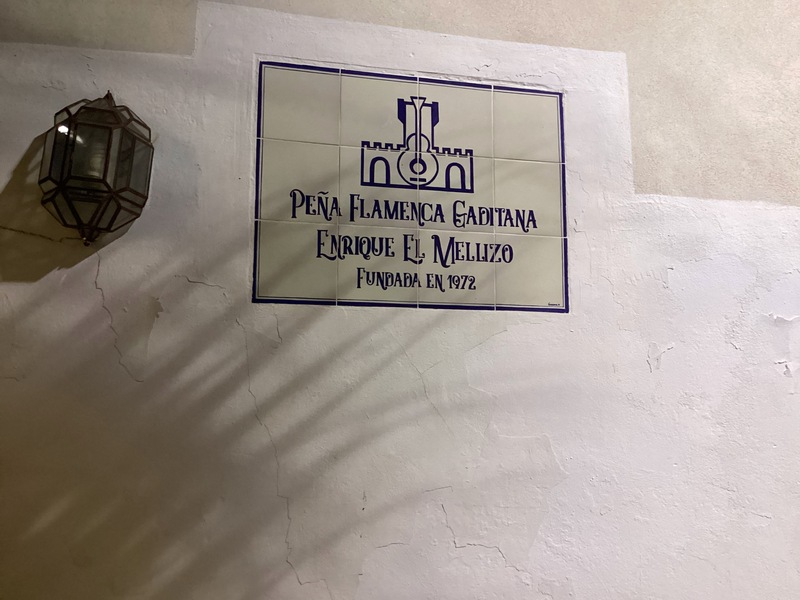 Peña Flamenca Gaditana
Enrique El Mellizo
Fundada en 1972